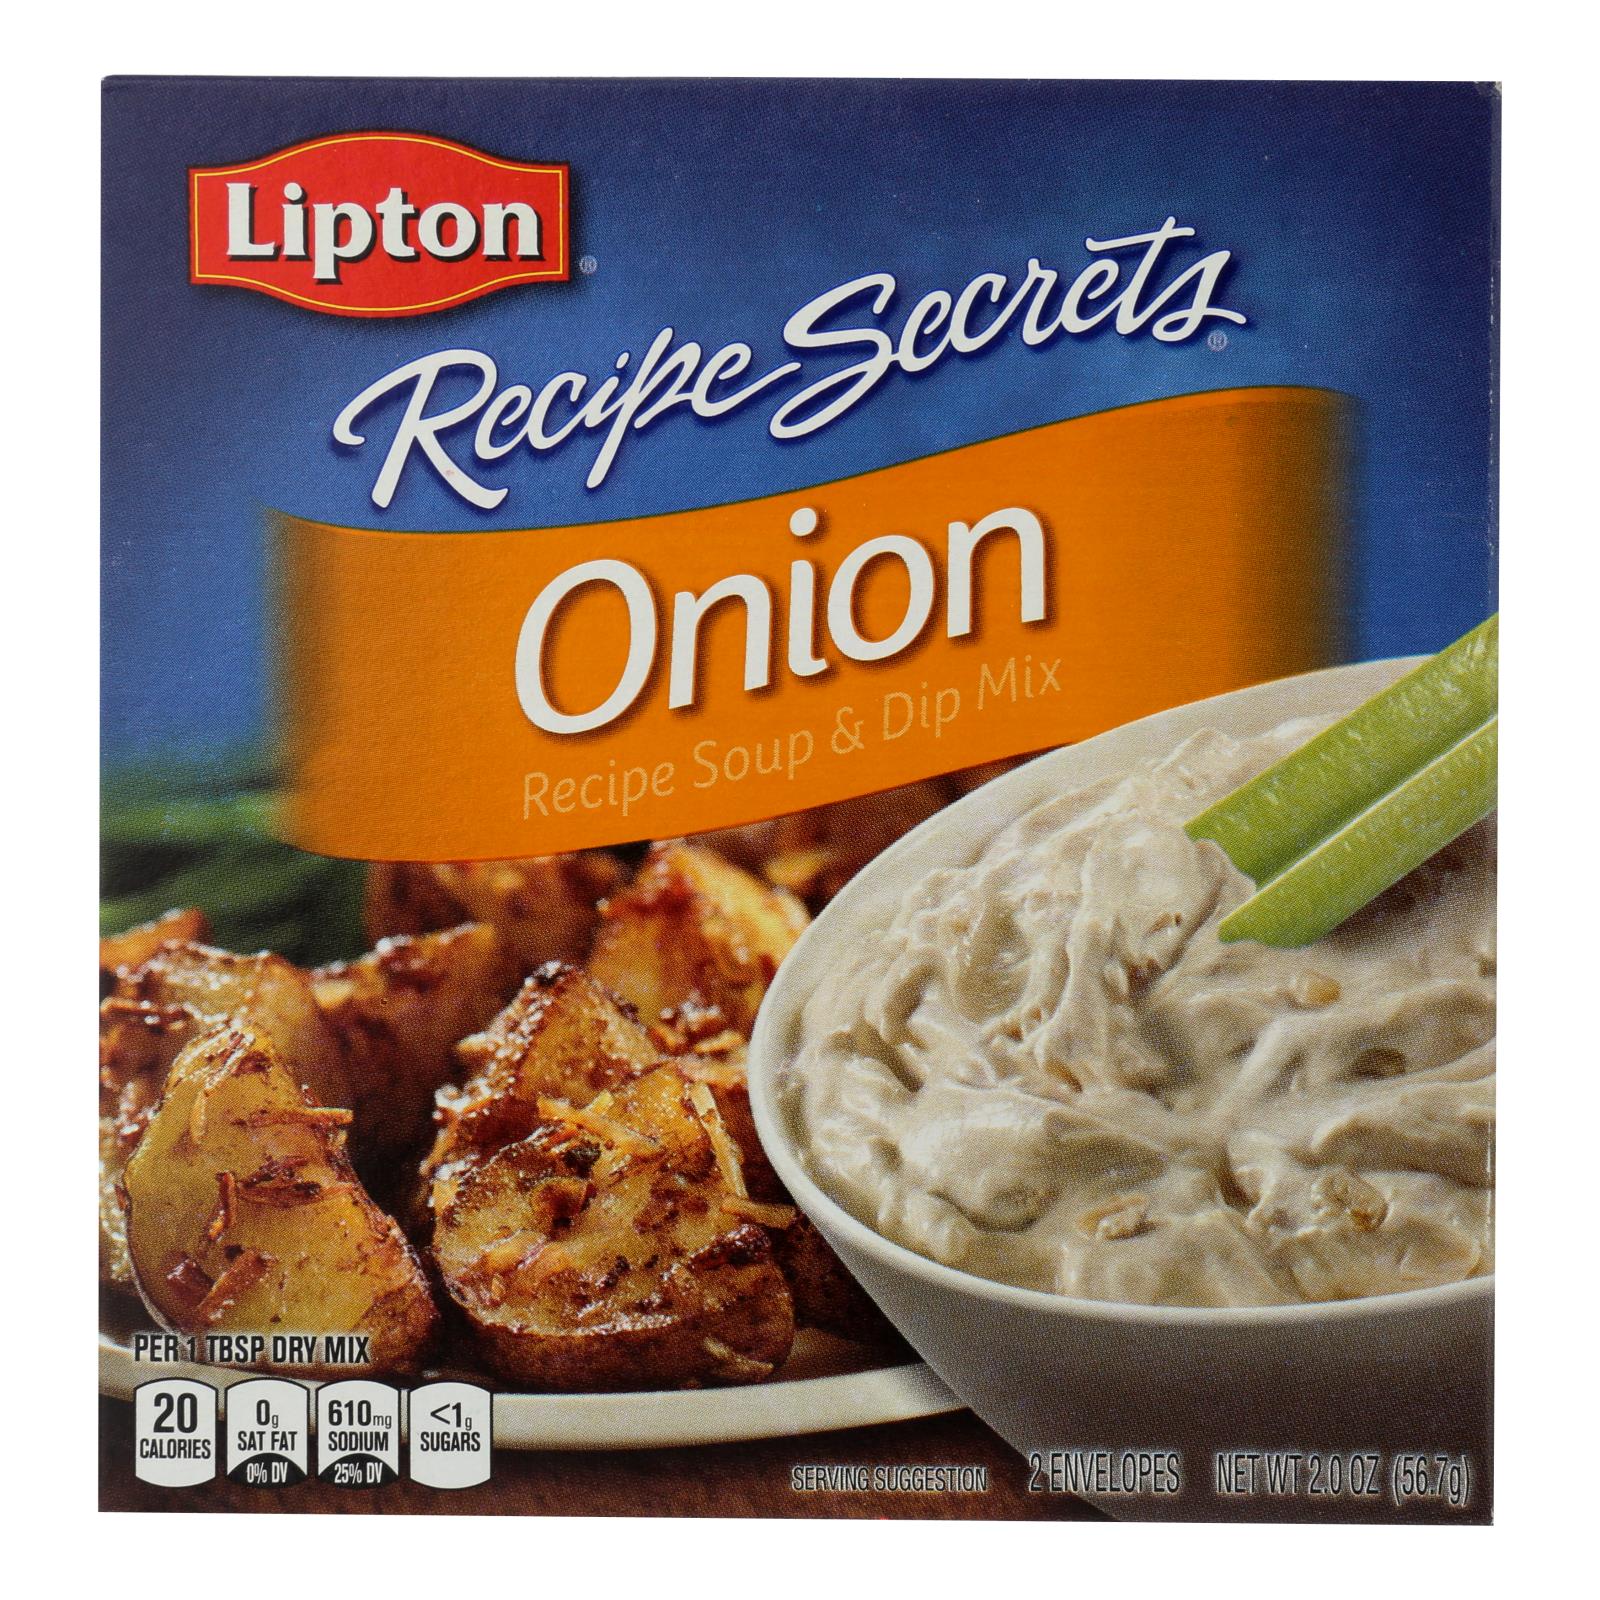 Lipton®
Recipe Secrets®
Onion
Recipe Soup & Dip Mix
PER 1 TBSP DRY MIX
20 CALORIES
0g SAT FAT 0% DV
610mg SODIUM 25% DV
<1g SUGARS
SERVING SUGGESTION
2 ENVELOPES NET WT 2.0 OZ (56.7g)